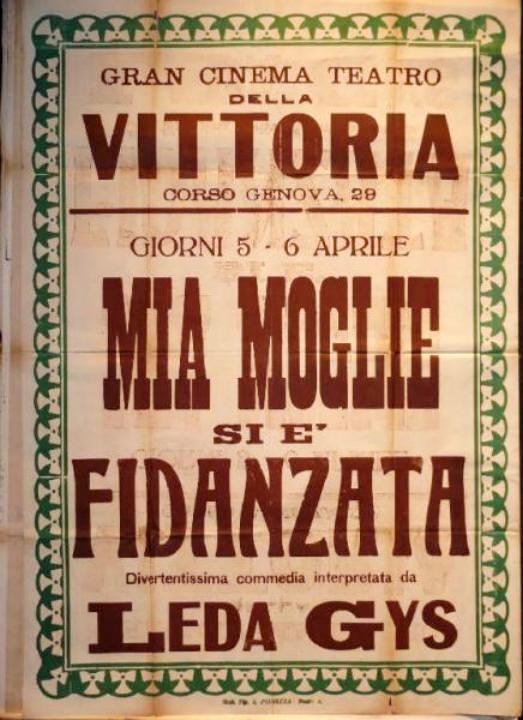 GRAN CINEMA TEATRO
DELLA
VITTORIA
CORSO GENOVA, 29
GIORNI 5 - 6 APRILE
MIA MOGLIE
SI E'
FIDANZATA
Divertentissima commedia interpretata da
LEDA GYS